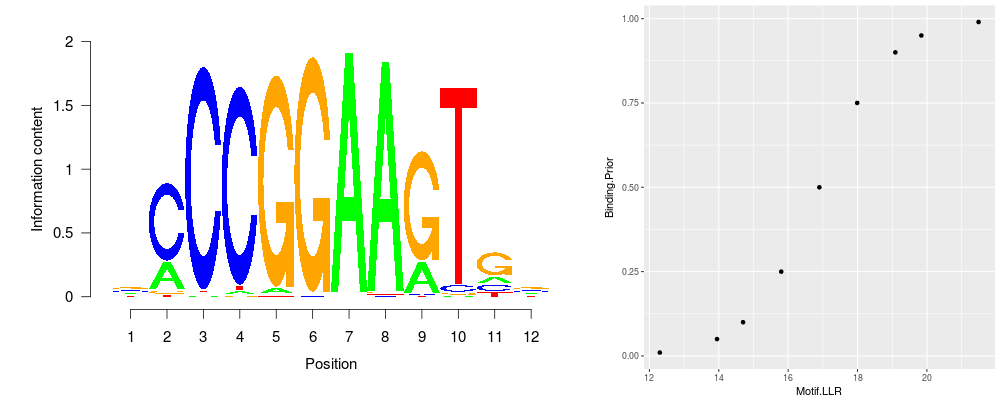 Information content
2
1.5
1
0.5
0
C
A
C
C
G
G
A
A
G
A
T
G
1 2 3 4 5 6 7 8 9 10 11 12
Position
Binding.Prior
1.00
0.75
0.50
0.25
0.00
12 14 16 18 20
Motif.LLR